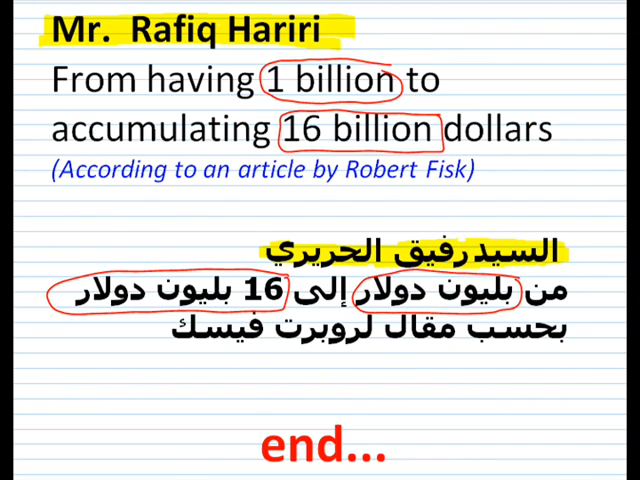 Mr. Rafiq Hariri
From having 1 billion to
accumulating 16 billion dollars
(According to an article by Robert Fisk)
السيد رفيق الحريري
من بليون دولار إلى 16 بليون دولار
بحسب مقال لروبرت فيسك
end...